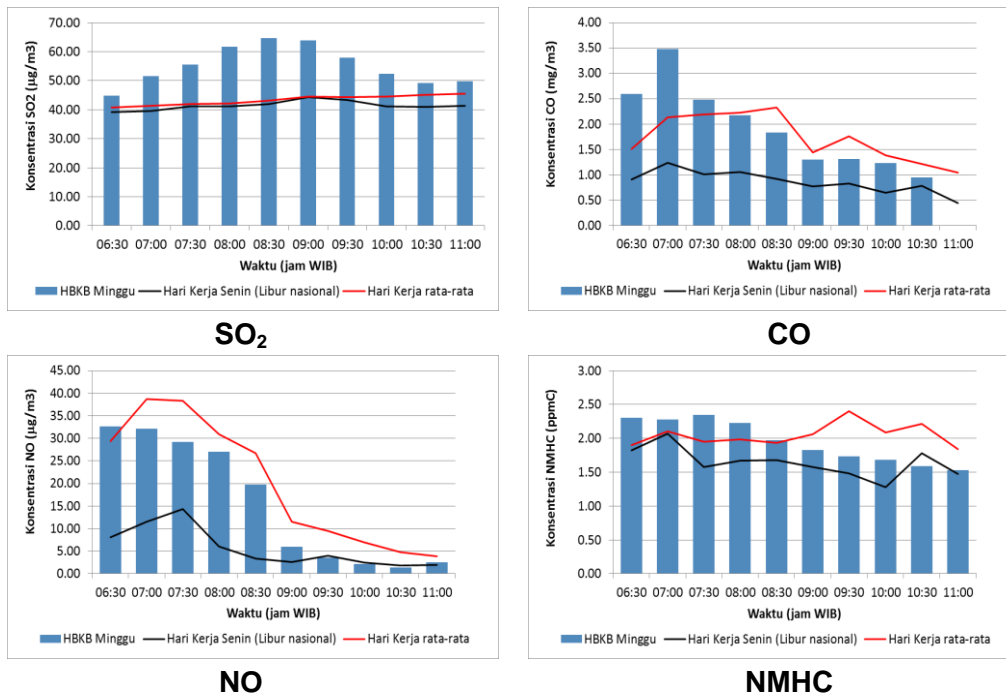 Konsentrasi SO2 (µg/m3)
70.00
60.00
50.00
40.00
30.00
20.00
10.00
0.00
06:30 07:00 07:30 08:00 08:30 09:00 09:30 10:00 10:30 11:00
Waktu (jam WIB)
HBKB Minggu Hari Kerja Senin (Libur nasional) Hari Kerja rata-rata
SO₂
Konsentrasi CO (mg/m3)
4.00
3.50
3.00
2.50
2.00
1.50
1.00
0.50
0.00
06:30 07:00 07:30 08:00 08:30 09:00 09:30 10:00 10:30 11:00
Waktu (jam WIB)
HBKB Minggu Hari Kerja Senin (Libur nasional) Hari Kerja rata-rata
CO
Konsentrasi NO (µg/m3)
45.00
40.00
35.00
30.00
25.00
20.00
15.00
10.00
5.00
0.00
06:30 07:00 07:30 08:00 08:30 09:00 09:30 10:00 10:30 11:00
Waktu (jam WIB)
HBKB Minggu Hari Kerja Senin (Libur nasional) Hari Kerja rata-rata
NO
Konsentrasi NMHC (ppmC)
3.00
2.50
2.00
1.50
1.00
0.50
0.00
06:30 07:00 07:30 08:00 08:30 09:00 09:30 10:00 10:30 11:00
Waktu (jam WIB)
HBKB Minggu Hari Kerja Senin (Libur nasional) Hari Kerja rata-rata
NMHC